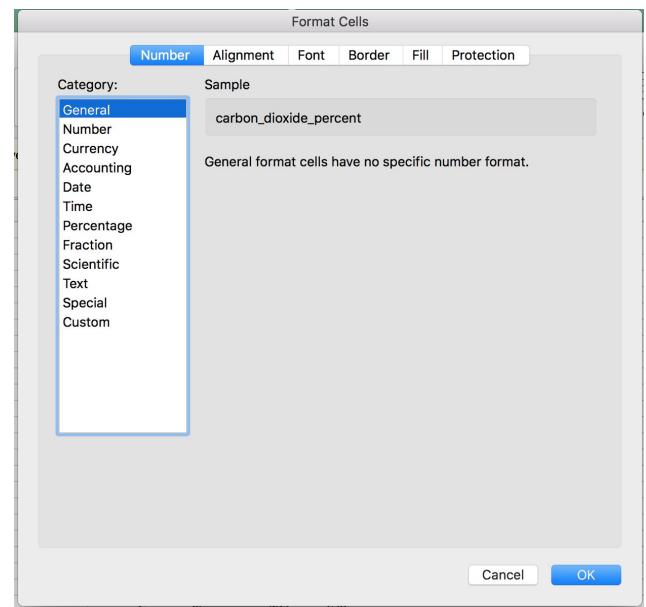 Format Cells
Number Alignment Font Border Fill Protection
Category:
General
Number
Currency
Accounting
Date
Time
Percentage
Fraction
Scientific
Text
Special
Custom
Sample
carbon_dioxide_percent
General format cells have no specific number format.
Cancel OK